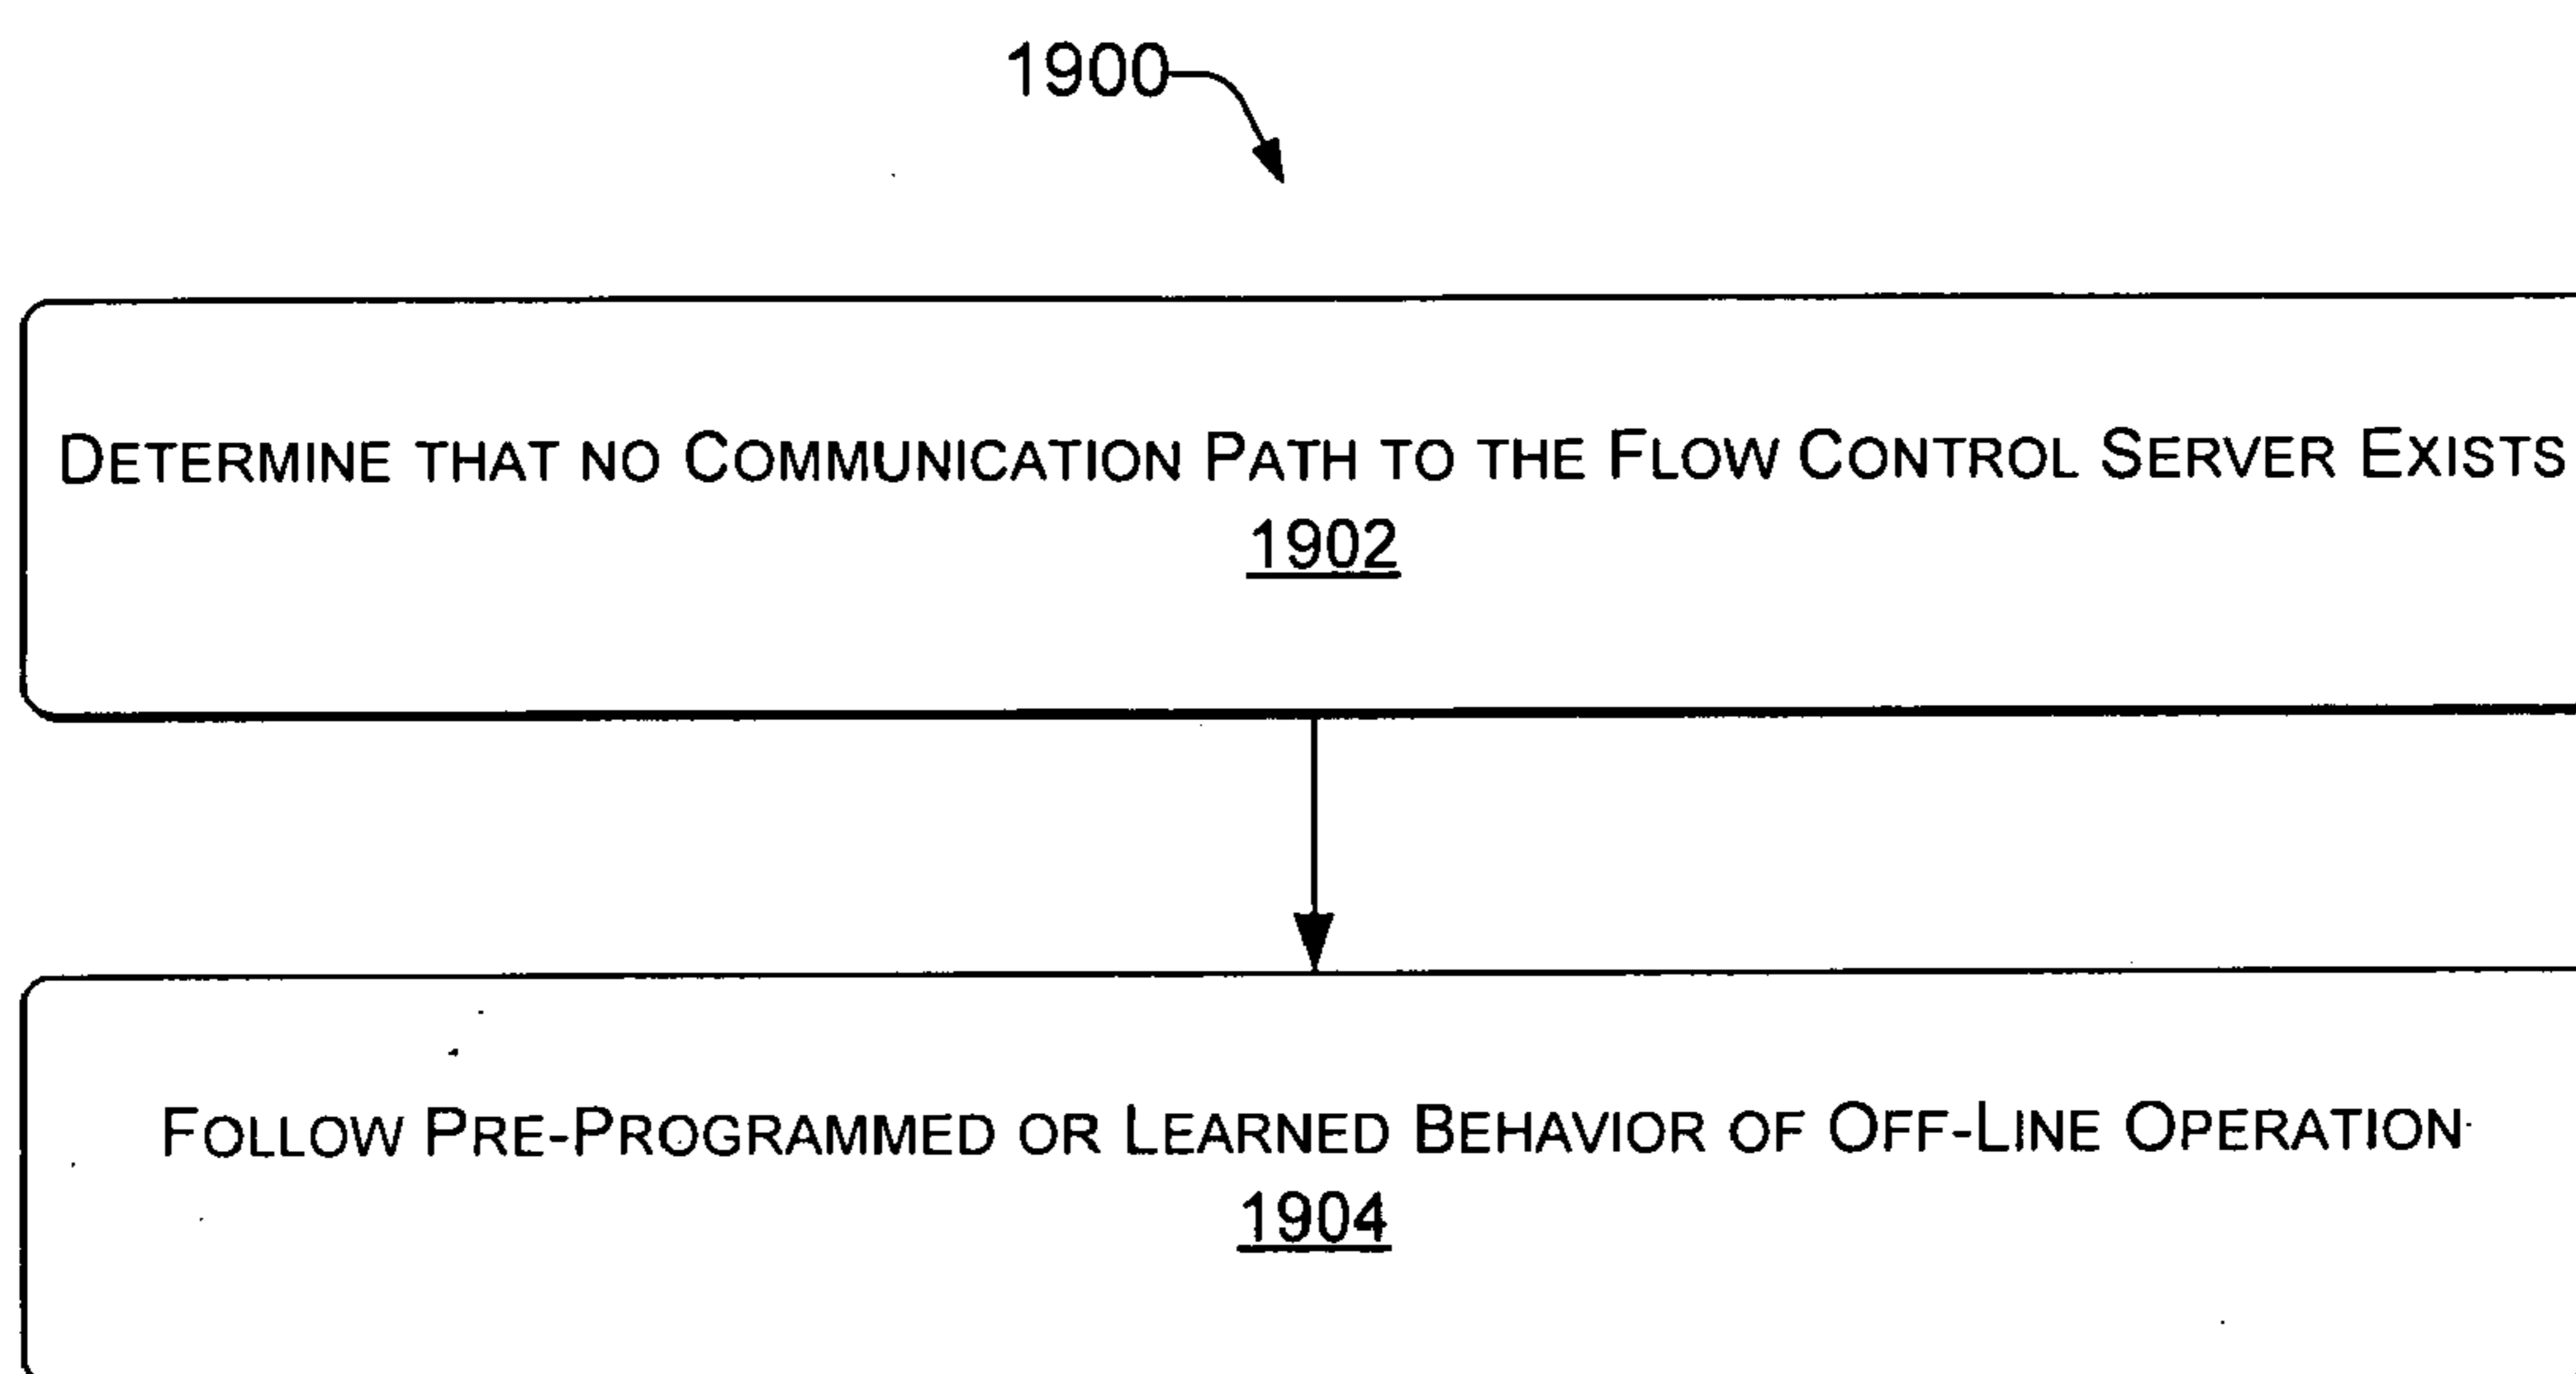 1900
DETERMINE THAT NO COMMUNICATION PATH TO THE FLOW CONTROL SERVER EXISTS
1902
FOLLOW PRE-PROGRAMMED OR LEARNED BEHAVIOR OF OFF-LINE OPERATION
1904